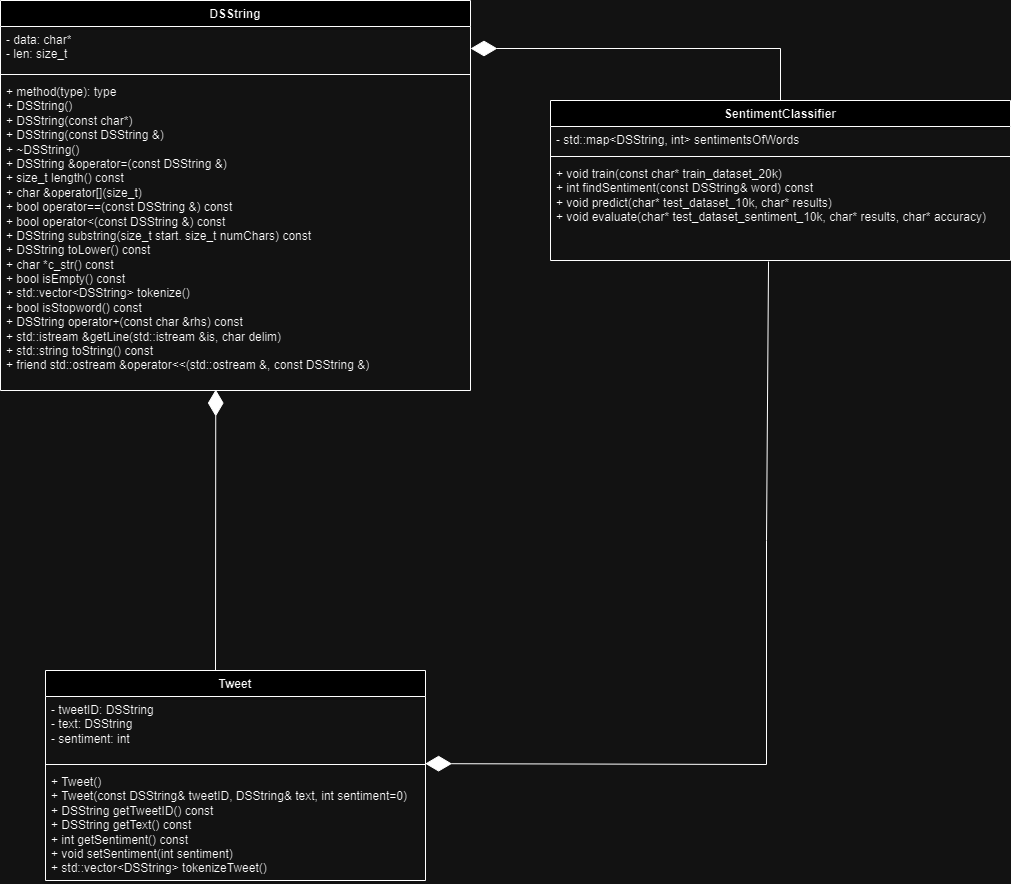 DSString
- data: char*
- len: size_t
+ method(type): type
+ DSString()
+ DSString(const char*)
+ DSString(const DSString &)
+ ~DSString()
+ DSString &operator=(const DSString &)
+ size_t length() const
+ char &operator[](size_t)
+ bool operator==(const DSString &) const
+ bool operator<(const DSString &) const
+ DSString substring(size_t start. size_t numChars) const
+ DSString toLower() const
+ char *c_str() const
+ bool isEmpty() const
+ std::vector<DSString> tokenize()
+ bool isStopword() const
+ DSString operator+(const char &rhs) const
+ std::istream &getLine(std::istream &is, char delim)
+ std::string toString() const
+ friend std::ostream &operator<<(std::ostream &, const DSString &)
SentimentClassifier
- std::map<DSString, int> sentimentsOfWords
+ void train(const char* train_dataset_20k)
+ int findSentiment(const DSString& word) const
+ void predict(char* test_dataset_10k, char* results)
+ void evaluate(char* test_dataset_sentiment_10k, char* results, char* accuracy)
Tweet
- tweetID: DSString
- text: DSString
- sentiment: int
+ Tweet()
+ Tweet(const DSString& tweetID, DSString& text, int sentiment=0)
+ DSString getTweetID() const
+ DSString getText() const
+ int getSentiment() const
+ void setSentiment(int sentiment)
+ std::vector<DSString> tokenizeTweet()